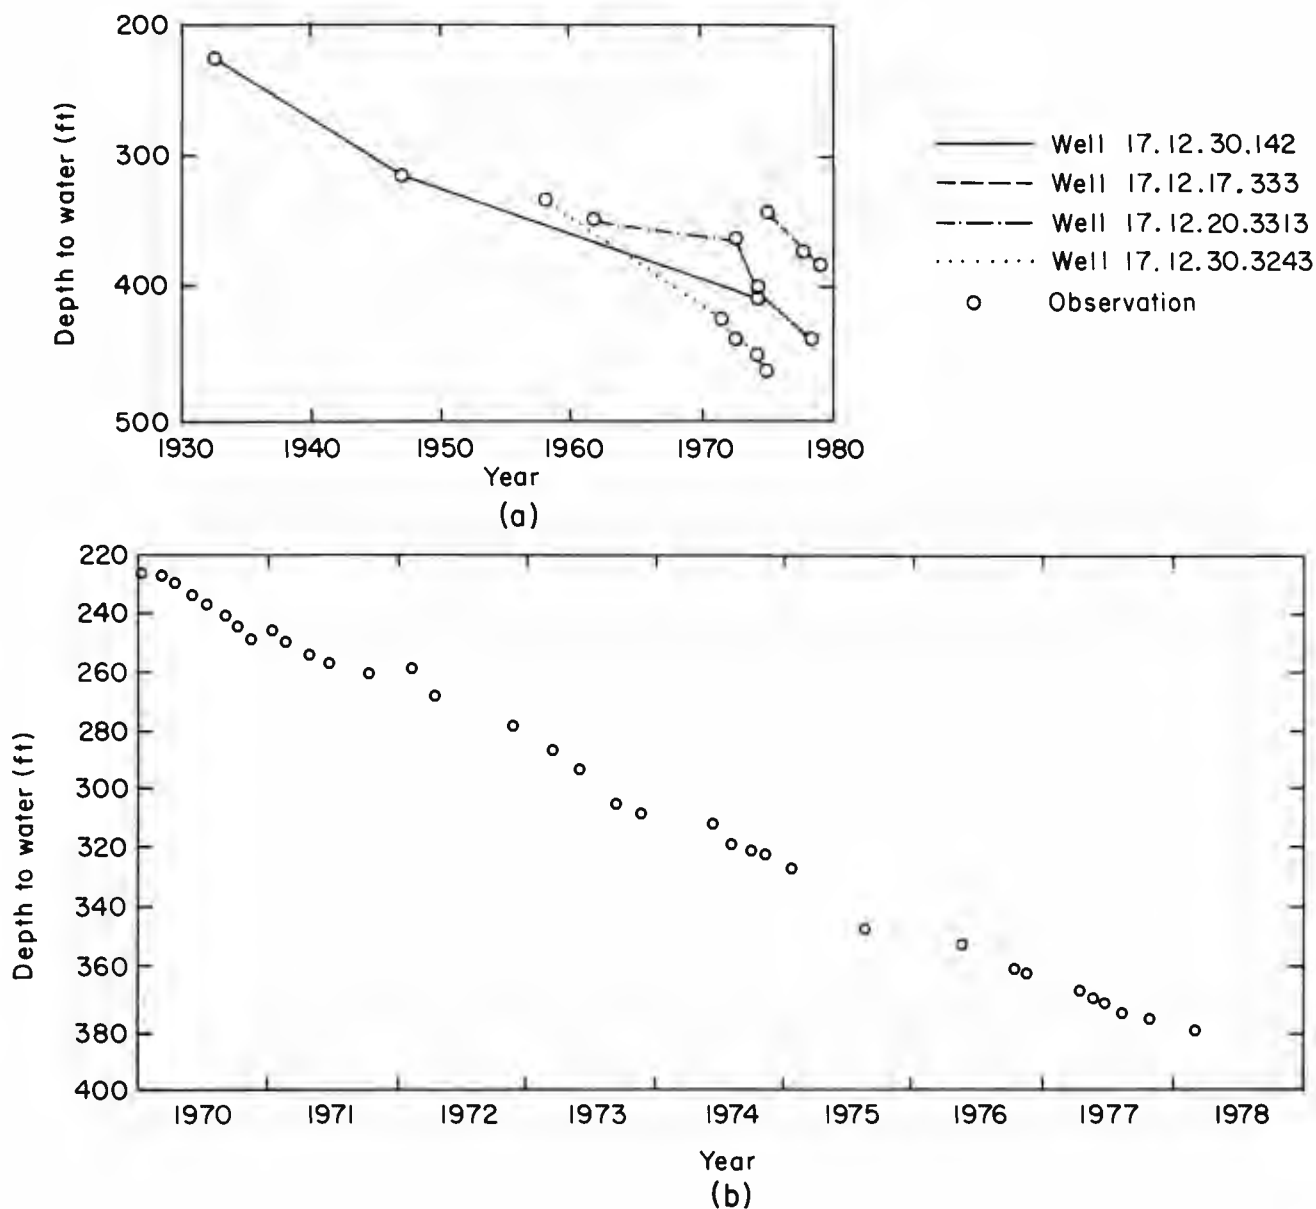 200
300
400
500
Depth to water (ft)
1930 1940 1950 1960 1970 1980
Year
(a)
Well 17.12.30.142
Well 17.12.17.333
Well 17.12.20.3313
Well 17.12.30.3243
Observation
220
240
260
280
300
320
340
360
380
400
Depth to water (ft)
1970 1971 1972 1973 1974 1975 1976 1977 1978
Year
(b)